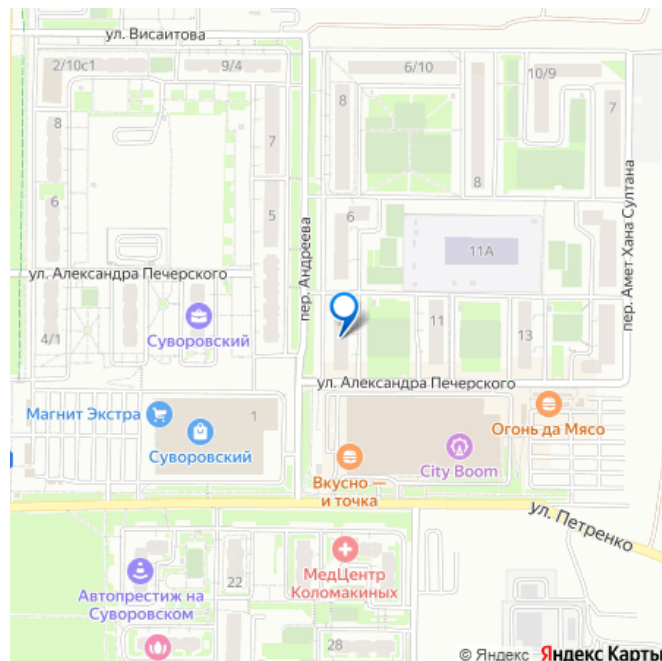 ул. Висаитова
2/10с1
9/4
6/10
10/9
8
8
7
7
8
6
5
6
пер. Андреева
11А
пер. Амет Хана Султана
ул. Александра Печерского
4/1
Суворовский
11
13
ул. Александра Печерского
Магнит Экстра
1
Суворовский
Огонь да Мясо
City Boom
Вкусно —
и точка
ул. Петренко
МедЦентр
Коломакиных
22
Автопрестиж на
Суворовском
28
© Яндекс Яндекс Карты